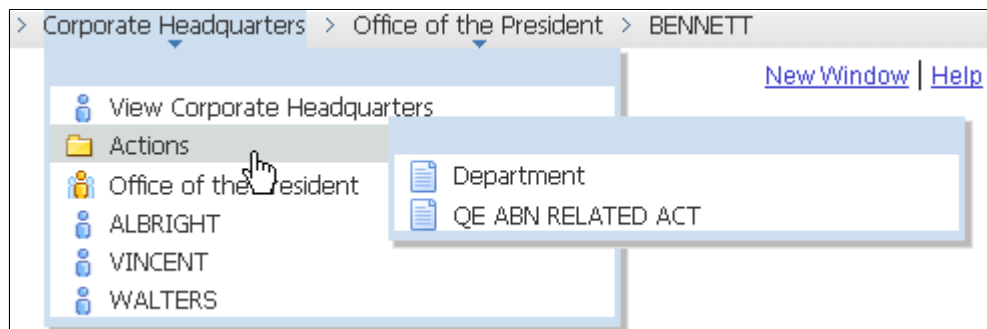 > Corporate Headquarters > Office of the President > BENNETT
New Window | Help
View Corporate Headquarters
Actions
Office of the President
ALBRIGHT
VINCENT
WALTERS
Department
QE ABN RELATED ACT